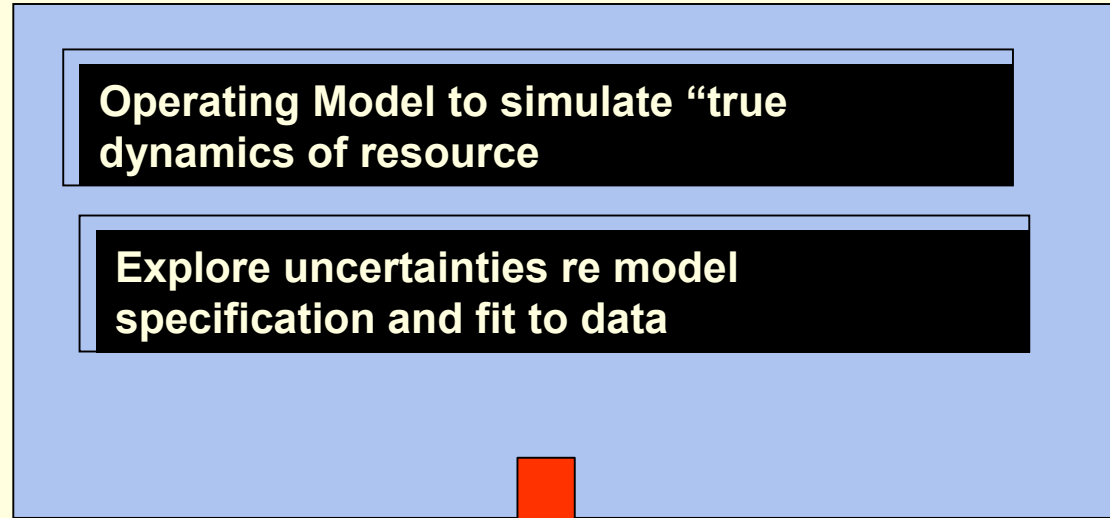 Operating Model to simulate “true
dynamics of resource
Explore uncertainties re model
specification and fit to data